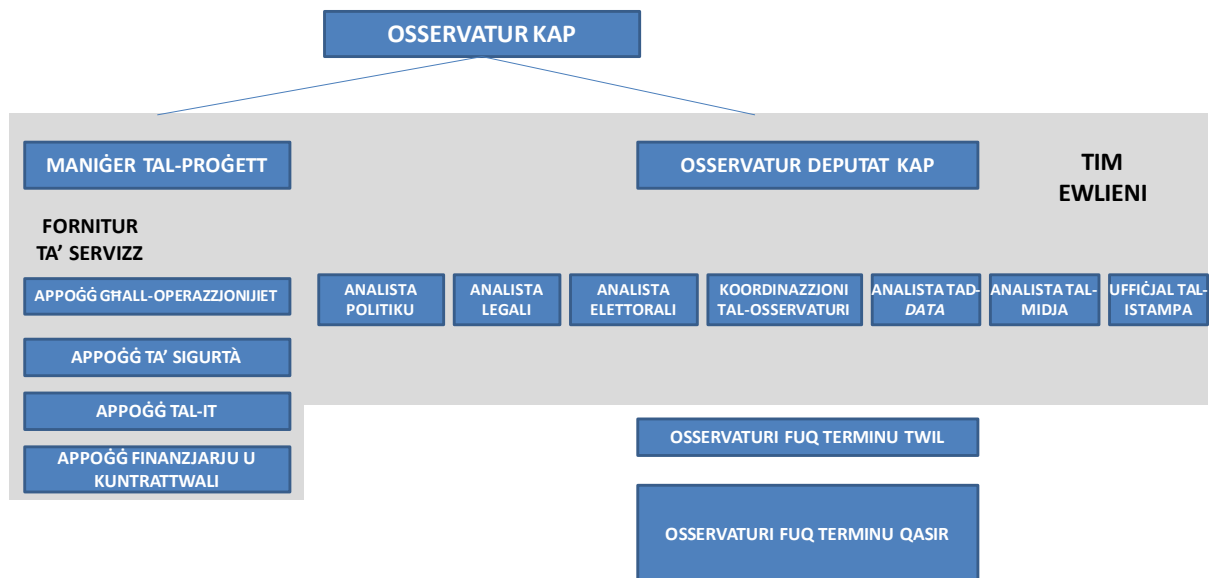 OSSERVATUR KAP
MANIĠER TAL-PROĠETT
OSSERVATUR DEPUTAT KAP
TIM
EWLIENI
FORNITUR
TA’ SERVIZZ
APPOĠĠ GĦALL-OPERAZZJONIJIET
ANALISTA
POLITIKU
ANALISTA
LEGALI
ANALISTA
ELETTORALI
KOORDINAZZJONI
TAL-OSSERVATURI
ANALISTA TAD-
DATA
ANALISTA TAL-
MIDJA
UFFIĊJAL TAL-
ISTAMPA
APPOĠĠ TA’ SIGURTÀ
APPOĠĠ TAL-IT
APPOĠĠ FINANZJARJU U
KUNTRATTWALI
OSSERVATURI FUQ TERMINU TWIL
OSSERVATURI FUQ TERMINU QASIR